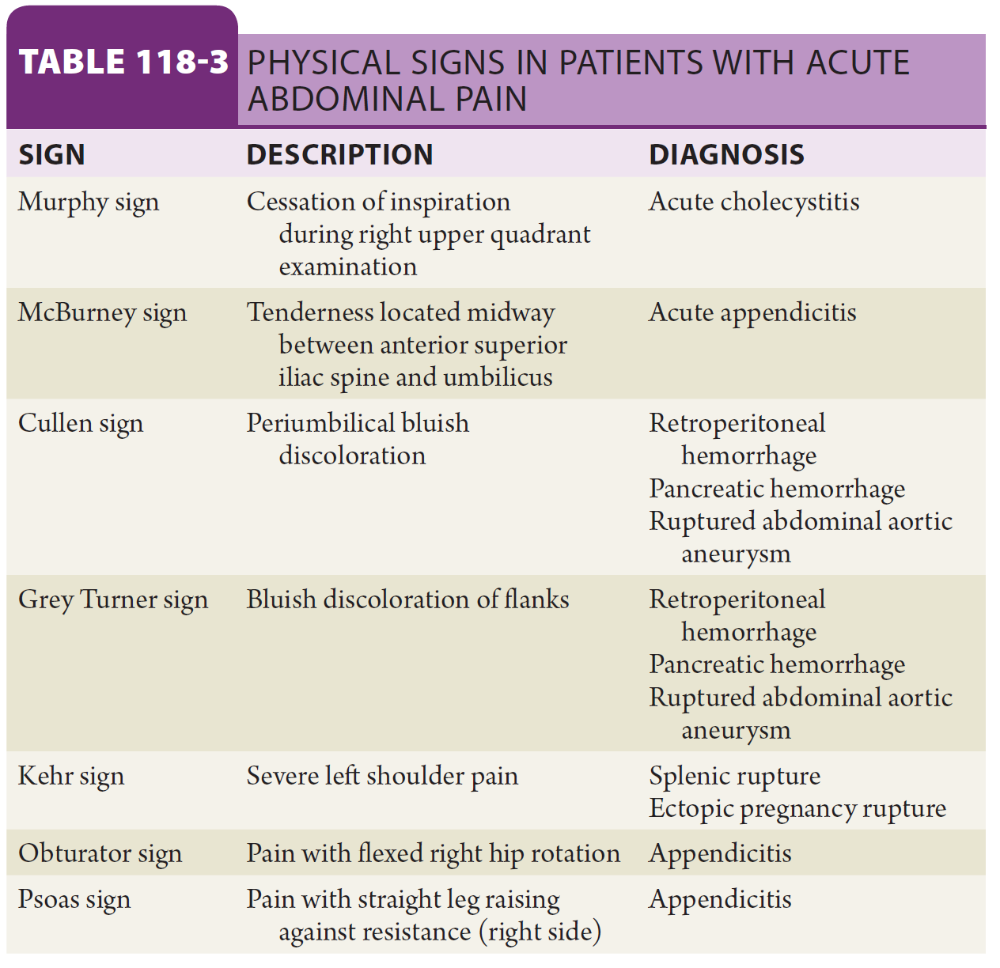 TABLE 118-3
PHYSICAL SIGNS IN PATIENTS WITH ACUTE
ABDOMINAL PAIN
SIGN DESCRIPTION DIAGNOSIS
Murphy sign Cessation of inspiration Acute cholecystitis
during right upper quadrant
examination
McBurney sign Tenderness located midway Acute appendicitis
between anterior superior
iliac spine and umbilicus
Cullen sign Periumbilical bluish Retroperitoneal
discoloration hemorrhage
Pancreatic hemorrhage
Ruptured abdominal aortic
aneurysm
Grey Turner sign Bluish discoloration of flanks Retroperitoneal
hemorrhage
Pancreatic hemorrhage
Ruptured abdominal aortic
aneurysm
Kehr sign Severe left shoulder pain Splenic rupture
Ectopic pregnancy rupture
Obturator sign Pain with flexed right hip rotation Appendicitis
Psoas sign Pain with straight leg raising Appendicitis
against resistance (right side)